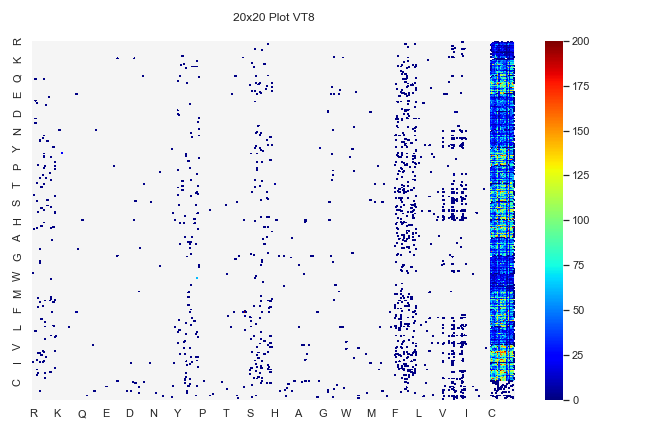 20x20 Plot VT8
R
K
Q
E
D
N
Y
P
T
S
H
A
G
W
M
F
L
V
I
C
R K Q E D N Y P T S H A G W M F L V I C
200
175
150
125
100
75
50
25
0